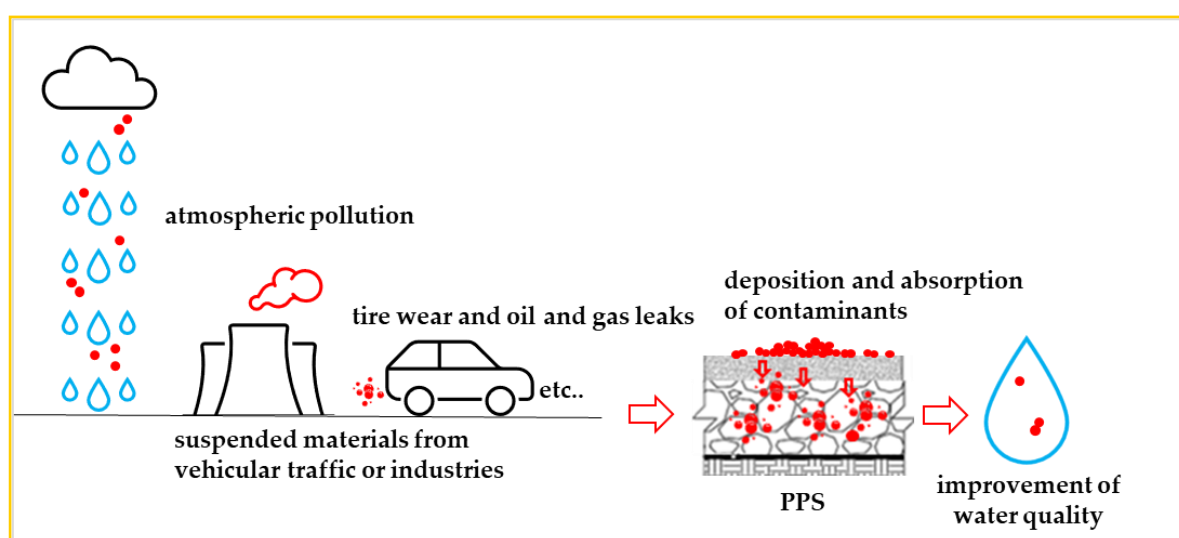 atmospheric pollution
tire wear and oil and gas leaks
etc..
suspended materials from
vehicular traffic or industries
deposition and absorption
of contaminants
PPS
improvement of
water quality